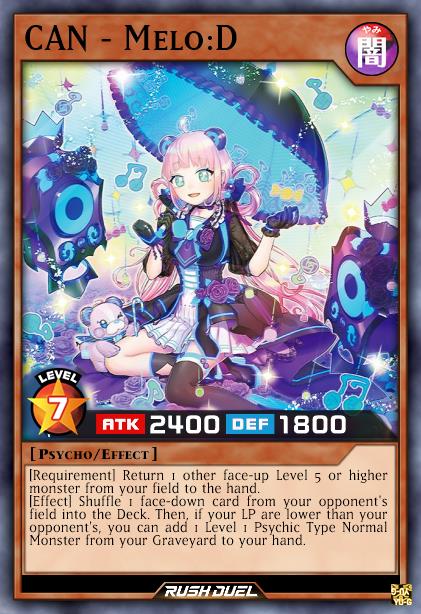 CAN - Melo:D
やみ
闇
LEVEL
7
ATK 2400 DEF 1800
[ Psycho/Effect ]
[Requirement] Return 1 other face-up Level 5 or higher
monster from your field to the hand.
[Effect] Shuffle 1 face-down card from your opponent's
field into the Deck. Then, if your LP are lower than your
opponent's, you can add 1 Level 1 Psychic Type Normal
Monster from your Graveyard to your hand.
RUSH DUEL